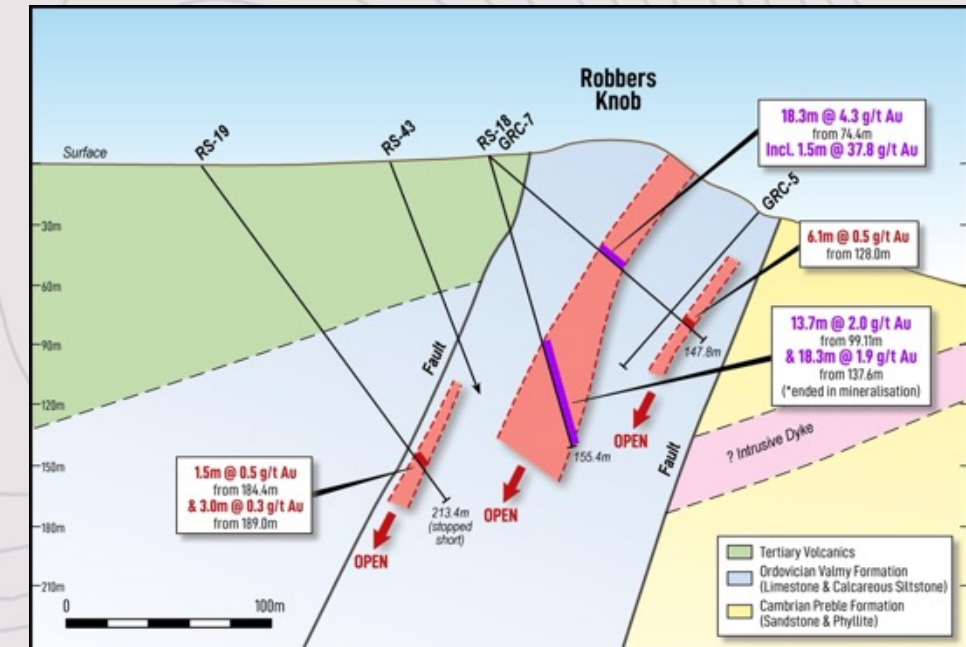 Robbers
Knob
18.3m @ 4.3 g/t Au
from 74.4m
Incl. 1.5m @ 37.8 g/t Au
Surface
RS-19
RS-43
RS-18
GRC-7
GRC-5
6.1m @ 0.5 g/t Au
from 128.0m
30m
60m
90m
120m
150m
180m
210m
13.7m @ 2.0 g/t Au
from 99.11m
& 18.3m @ 1.9 g/t Au
from 137.6m
(*ended in mineralisation)
Fault
147.8m
OPEN
Fault
? Intrusive Dyke
155.4m
OPEN
1.5m @ 0.5 g/t Au
from 184.4m
& 3.0m @ 0.3 g/t Au
from 189.0m
213.4m
(stopped
short)
OPEN
0
100m
Tertiary Volcanics
Ordovician Valmy Formation
(Limestone & Calcareous Siltstone)
Cambrian Preble Formation
(Sandstone & Phyllite)